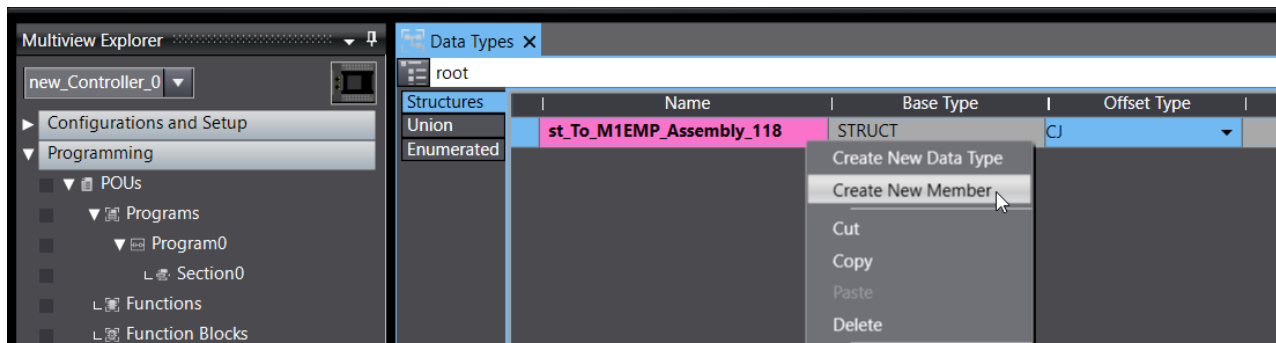 Multiview Explorer
new_Controller_0
Configurations and Setup
Programming
POUs
Programs
Program0
Section0
Functions
Function Blocks
Data Types
root
Structures
Union
Enumerated
Name Base Type Offset Type
st_To_M1EMP_Assembly_118 STRUCT CJ
Create New Data Type
Create New Member
Cut
Copy
Paste
Delete